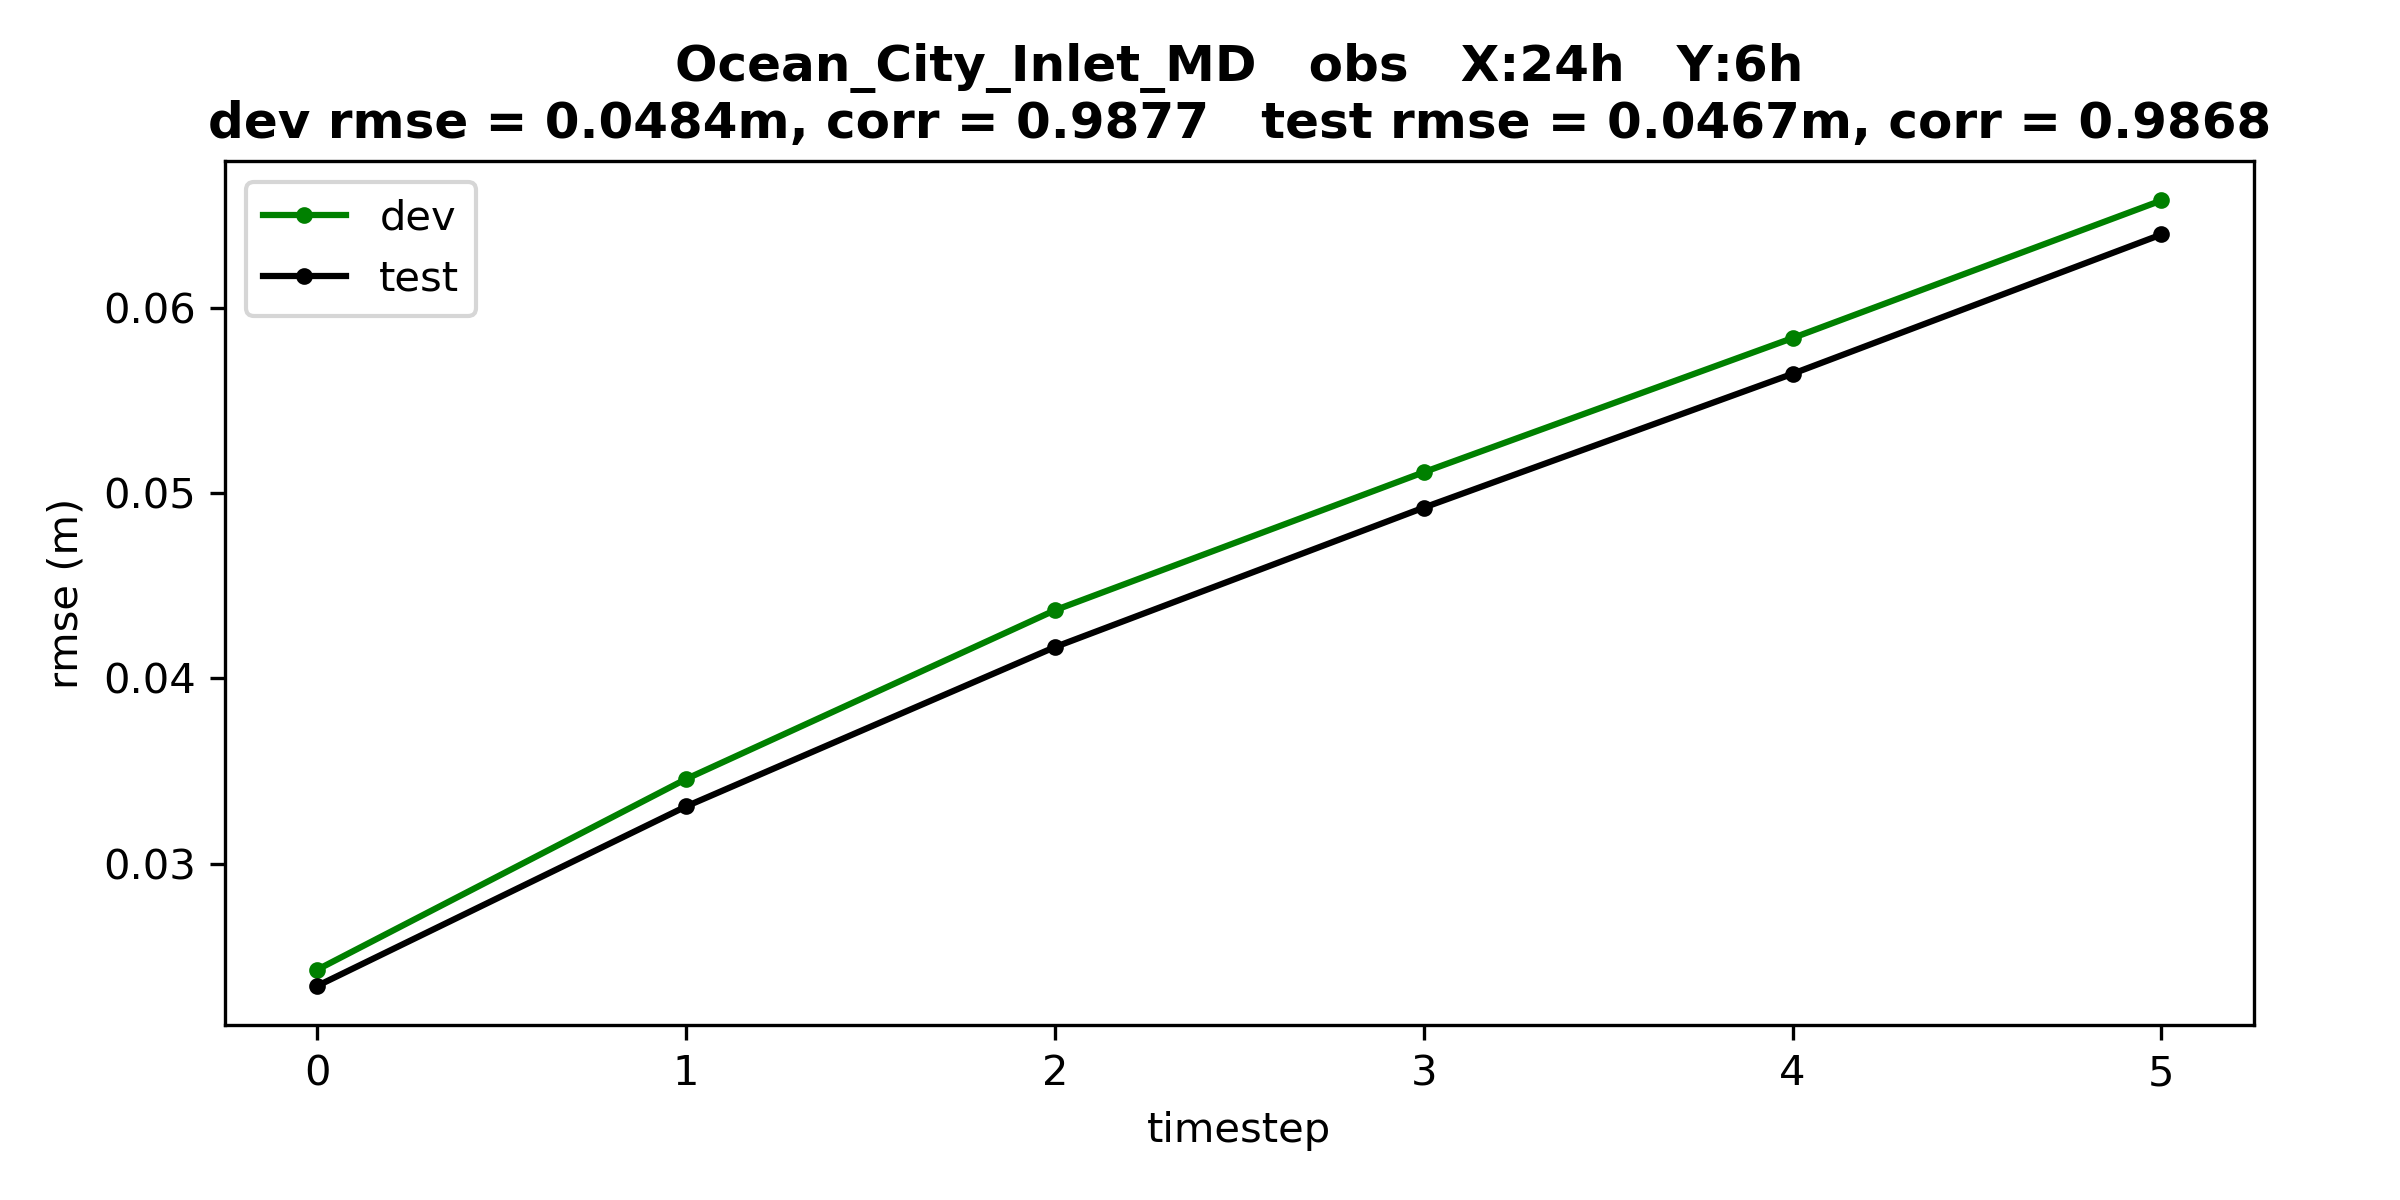 Ocean_City_Inlet_MD   obs   X:24h   Y:6h
dev rmse = 0.0484m, corr = 0.9877   test rmse = 0.0467m, corr = 0.9868
dev
test
rmse (m)
0.06
0.05
0.04
0.03
0 1 2 3 4 5
timestep